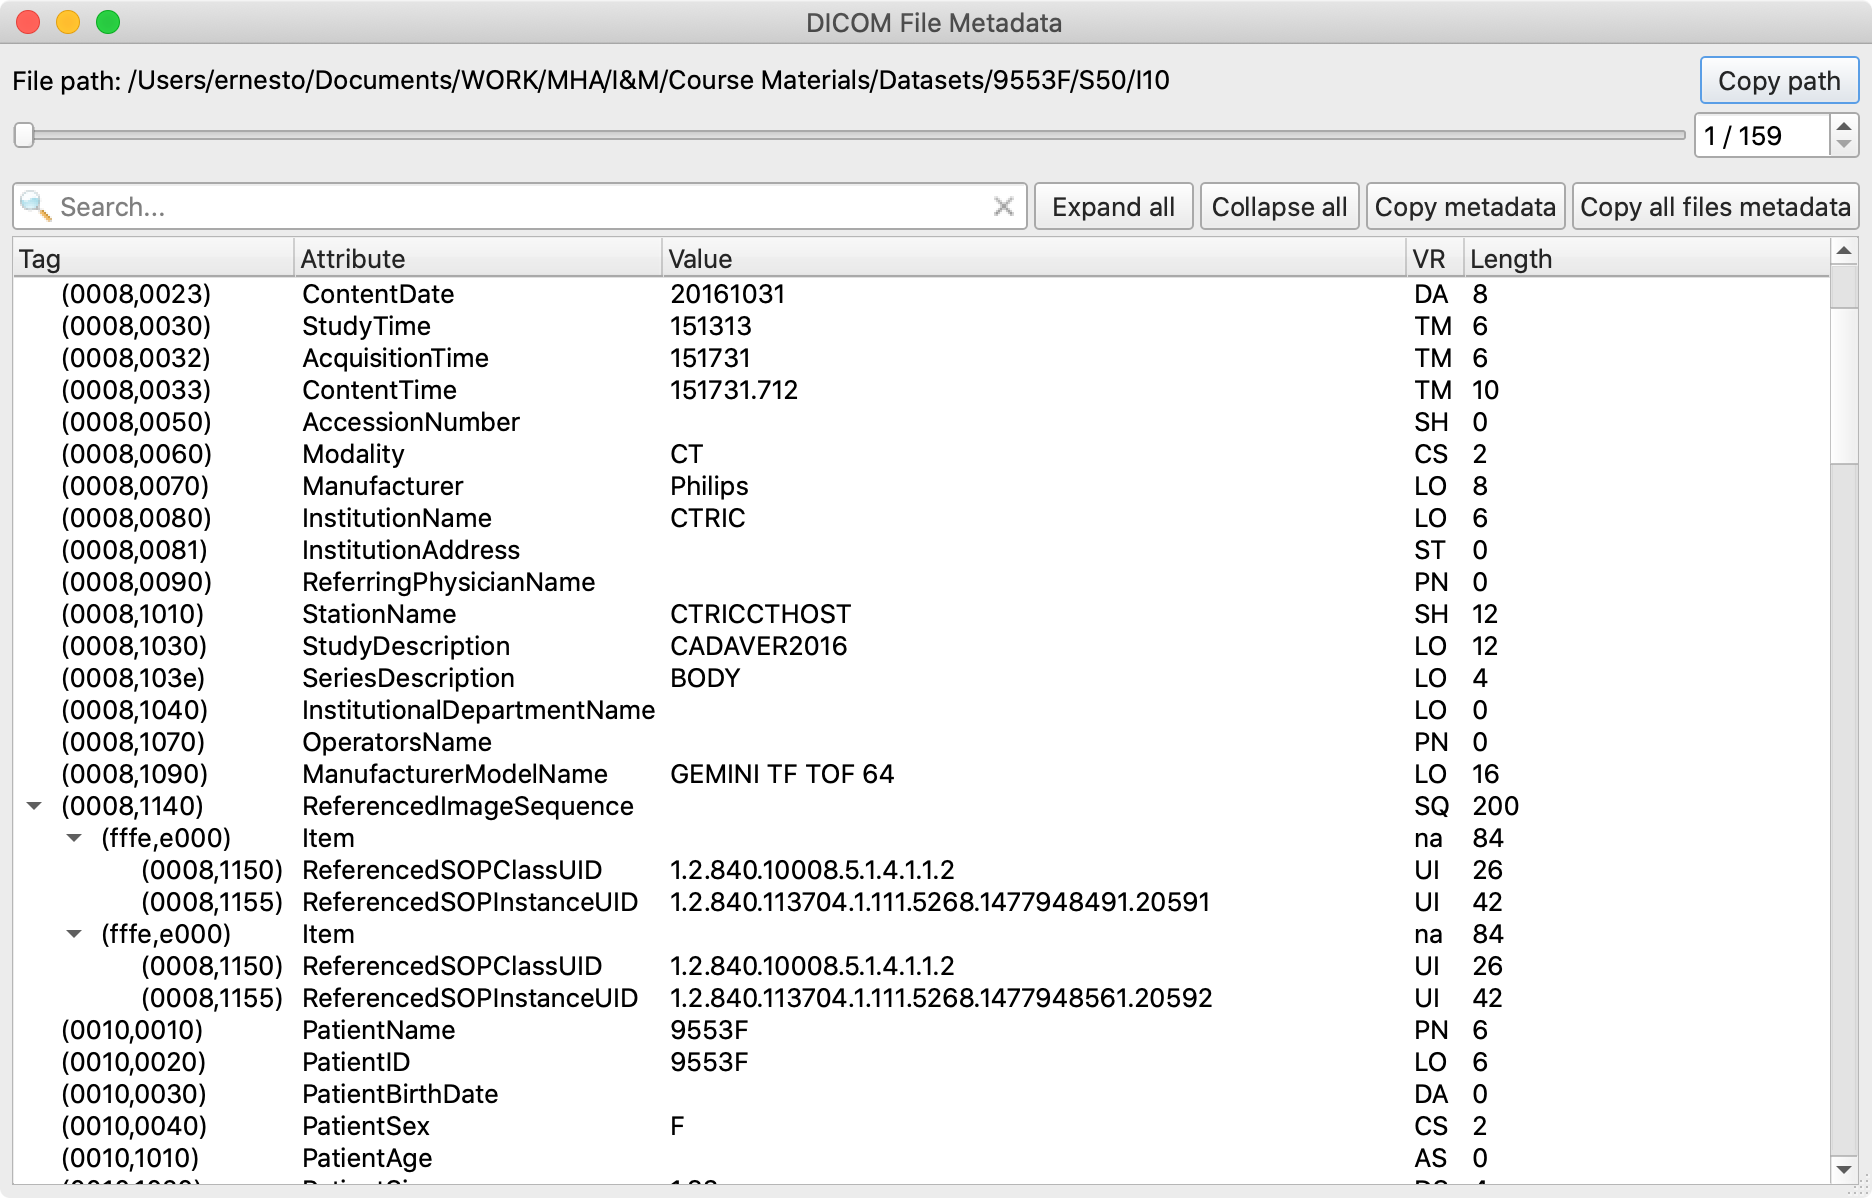 DICOM File Metadata
File path: /Users/ernesto/Documents/WORK/MHA/I&M/Course Materials/Datasets/9553F/S50/I10 Copy path
1 / 159
Search... Expand all Collapse all Copy metadata Copy all files metadata
Tag Attribute Value VR Length
(0008,0023) ContentDate 20161031 DA 8
(0008,0030) StudyTime 151313 TM 6
(0008,0032) AcquisitionTime 151731 TM 6
(0008,0033) ContentTime 151731.712 TM 10
(0008,0050) AccessionNumber SH 0
(0008,0060) Modality CT CS 2
(0008,0070) Manufacturer Philips LO 8
(0008,0080) InstitutionName CTRIC LO 6
(0008,0081) InstitutionAddress ST 0
(0008,0090) ReferringPhysicianName PN 0
(0008,1010) StationName CTRICCTHOST SH 12
(0008,1030) StudyDescription CADAVER2016 LO 12
(0008,103e) SeriesDescription BODY LO 4
(0008,1040) InstitutionalDepartmentName LO 0
(0008,1070) OperatorsName PN 0
(0008,1090) ManufacturerModelName GEMINI TF TOF 64 LO 16
(0008,1140) ReferencedImageSequence SQ 200
(fffe,e000) Item na 84
(0008,1150) ReferencedSOPClassUID 1.2.840.10008.5.1.4.1.1.2 UI 26
(0008,1155) ReferencedSOPInstanceUID 1.2.840.113704.1.111.5268.1477948491.20591 UI 42
(fffe,e000) Item na 84
(0008,1150) ReferencedSOPClassUID 1.2.840.10008.5.1.4.1.1.2 UI 26
(0008,1155) ReferencedSOPInstanceUID 1.2.840.113704.1.111.5268.1477948561.20592 UI 42
(0010,0010) PatientName 9553F PN 6
(0010,0020) PatientID 9553F LO 6
(0010,0030) PatientBirthDate DA 0
(0010,0040) PatientSex F CS 2
(0010,1010) PatientAge AS 0